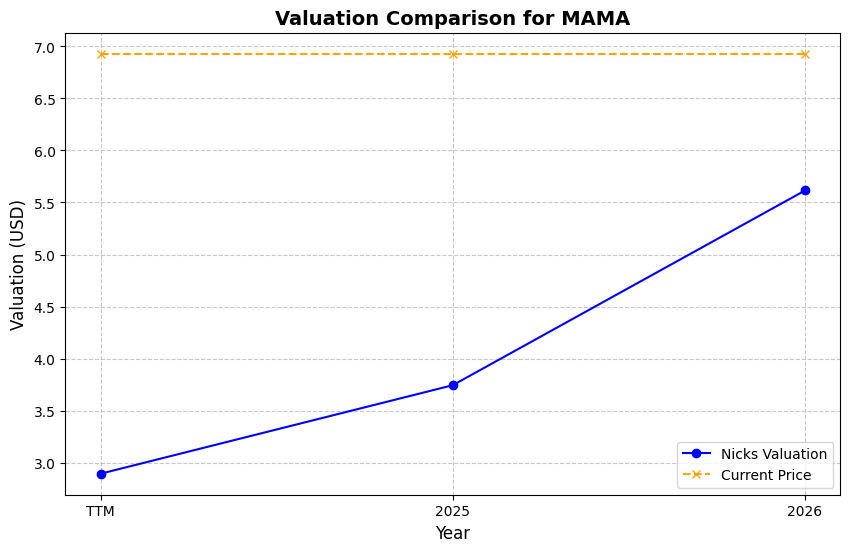 Valuation Comparison for MAMA
Valuation (USD)
7.0
6.5
6.0
5.5
5.0
4.5
4.0
3.5
3.0
TTM
2025
2026
Year
Nicks Valuation
Current Price